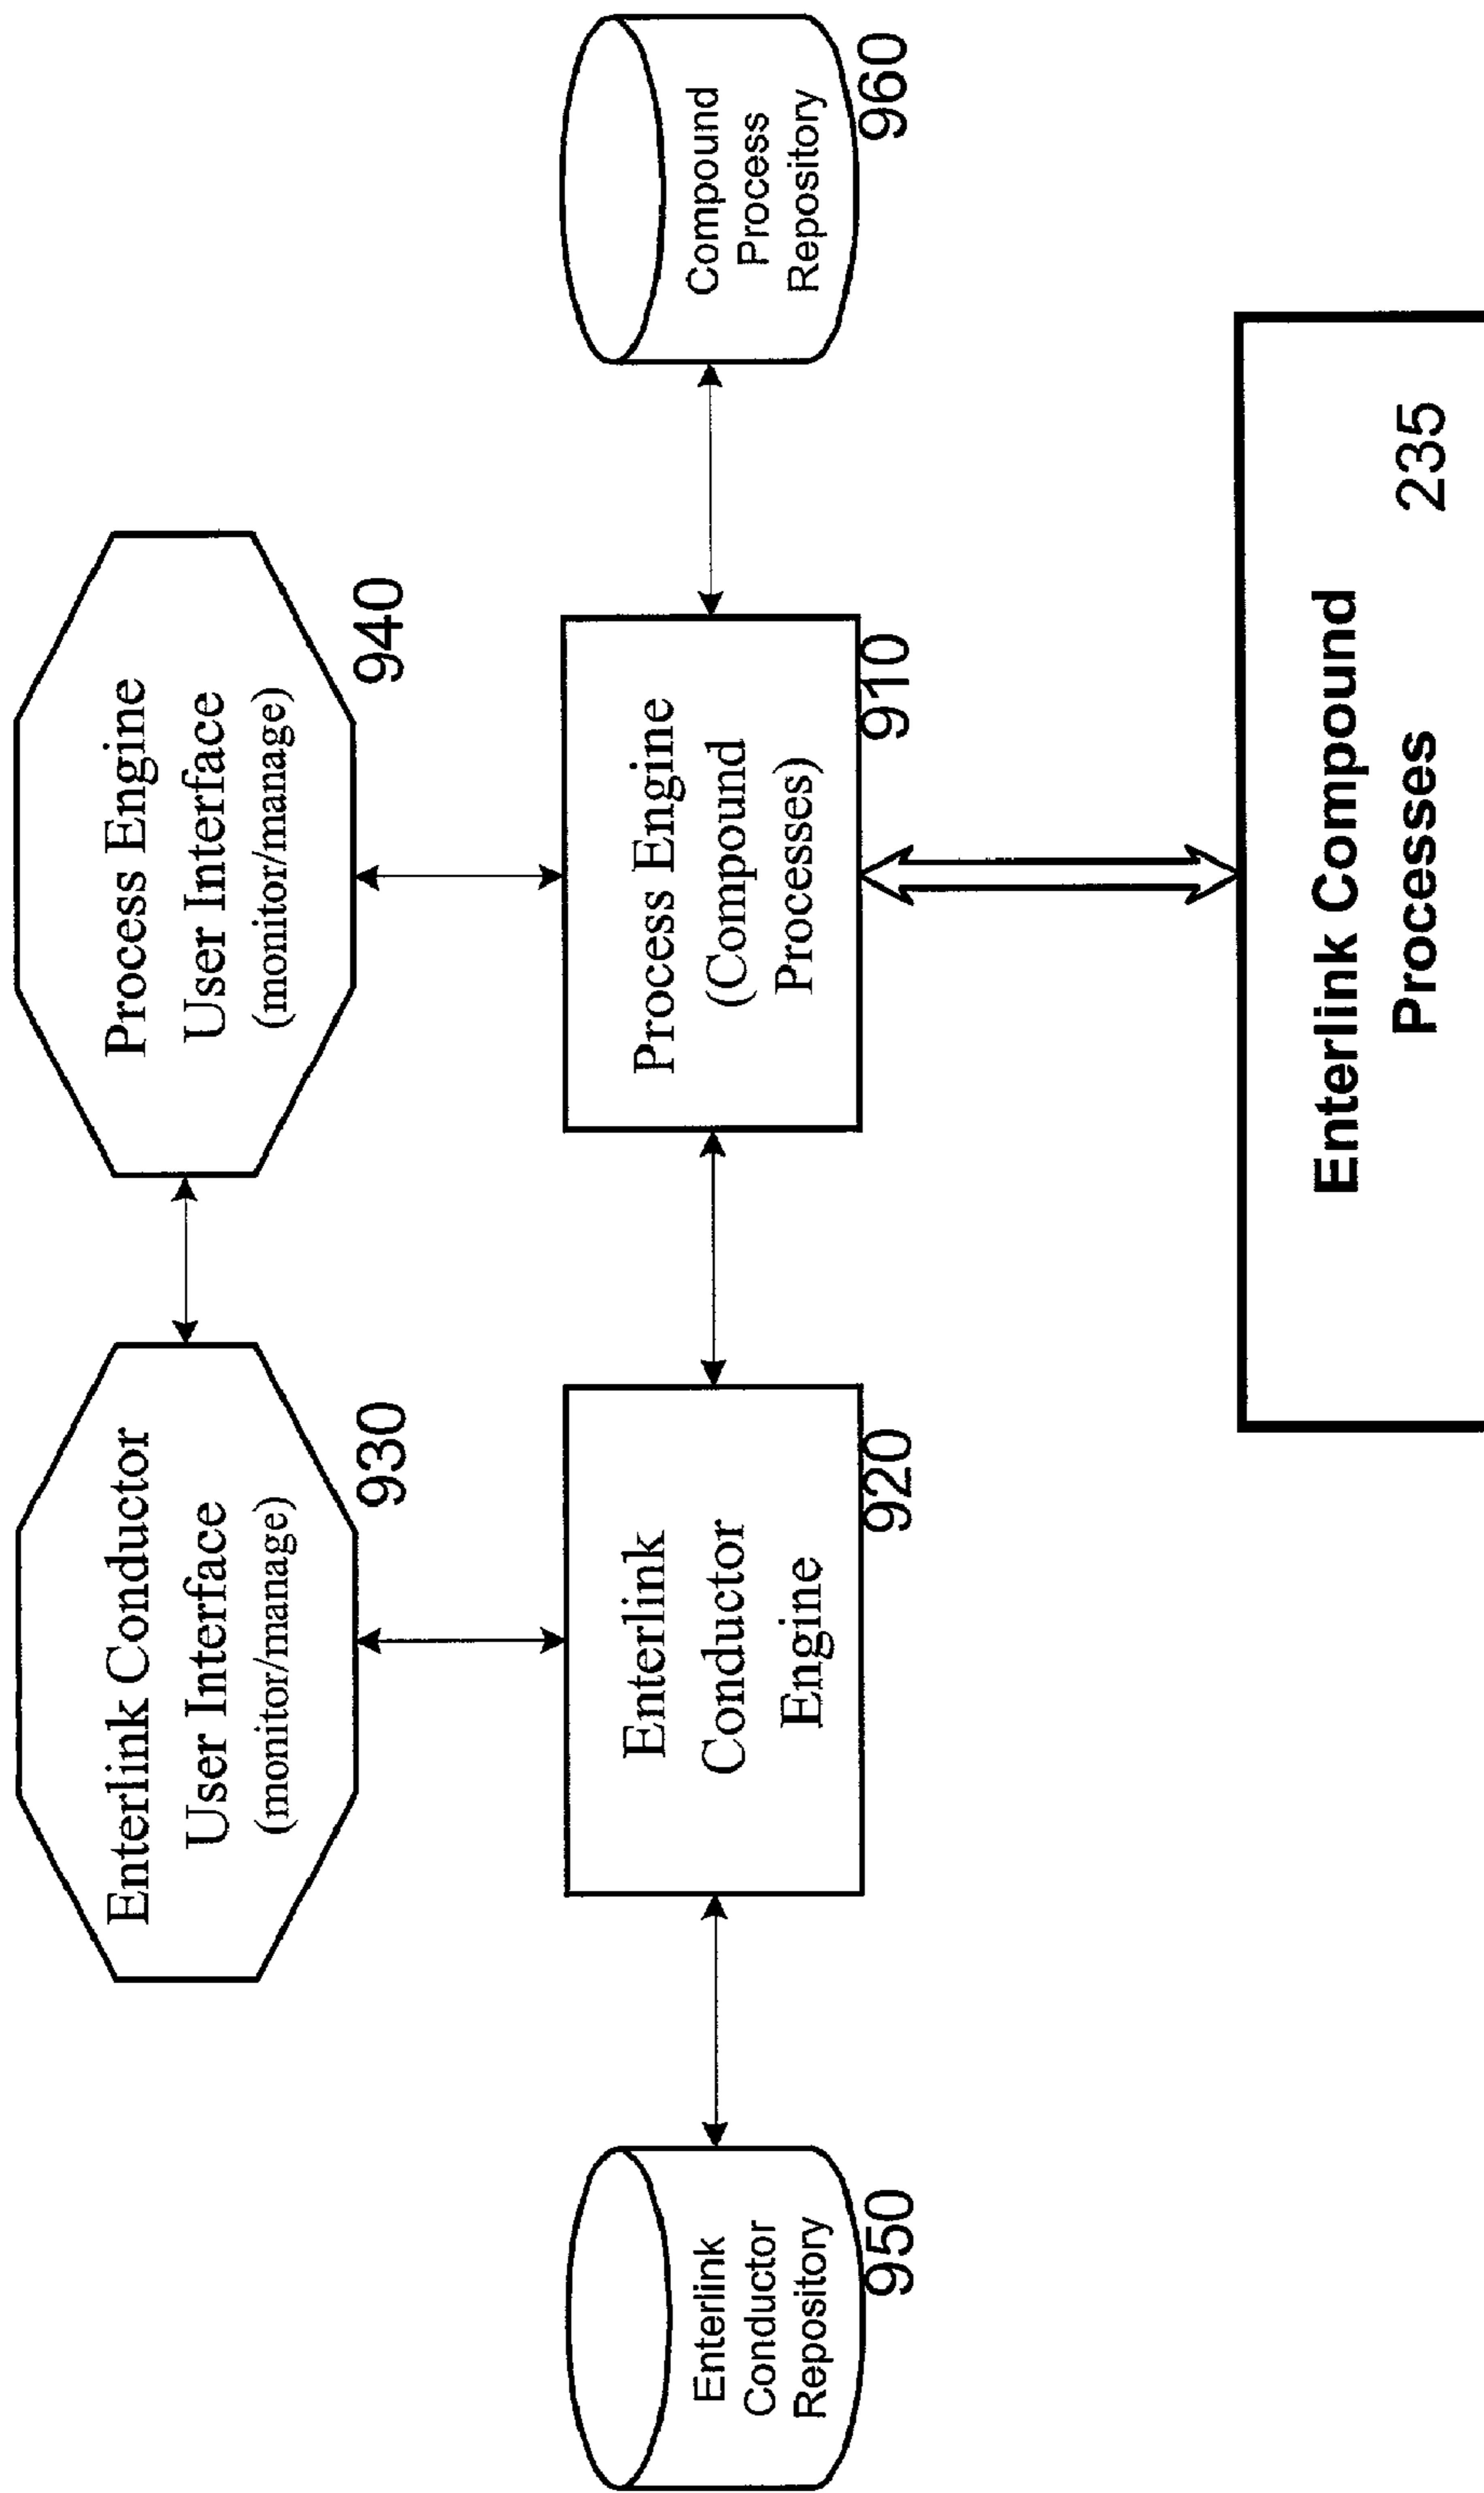 Enterlink Conductor
User Interface
(monitor/manage)
930
Process Engine
User Interface
(monitor/manage)
940
Enterlink
Conductor
Repository
950
Enterlink
Conductor
Engine
920
Process Engine
(Compound
Processes)
910
Compound
Process
Repository
960
Enterlink Compound
Processes
235